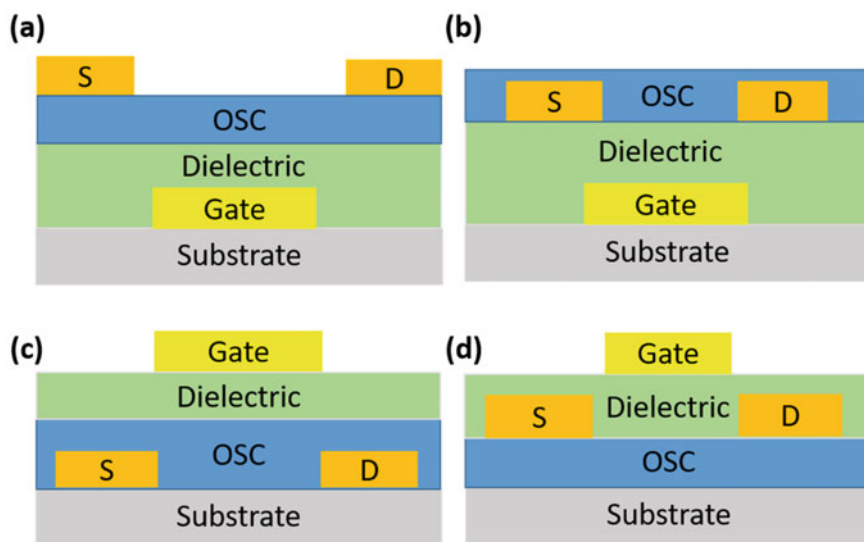 (a)
S
D
OSC
Dielectric
Gate
Substrate
(b)
S
OSC
D
Dielectric
Gate
Substrate
(c)
Gate
Dielectric
S
OSC
D
Substrate
(d)
Gate
S
Dielectric
D
OSC
Substrate